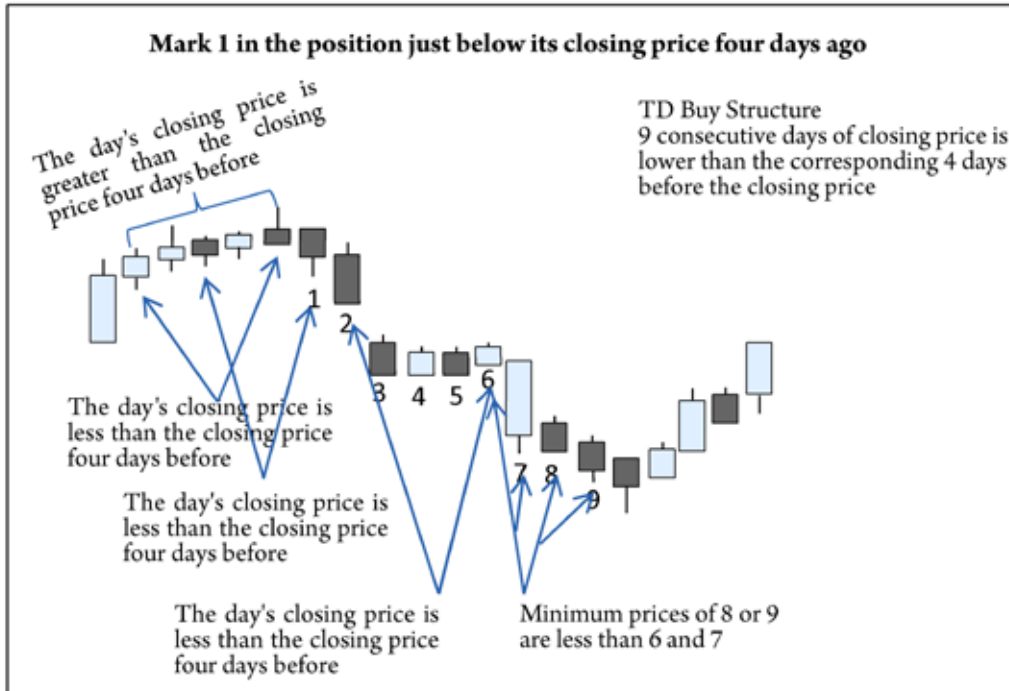 Mark 1 in the position just below its closing price four days ago
The day's closing price is
greater than the closing
price four days before
TD Buy Structure
9 consecutive days of closing price is
lower than the corresponding 4 days
before the closing price
1
2
3
4
5
6
7
8
9
The day's closing price is
less than the closing price
four days before
The day's closing price is
less than the closing price
four days before
The day's closing price is
less than the closing price
four days before
Minimum prices of 8 or 9
are less than 6 and 7